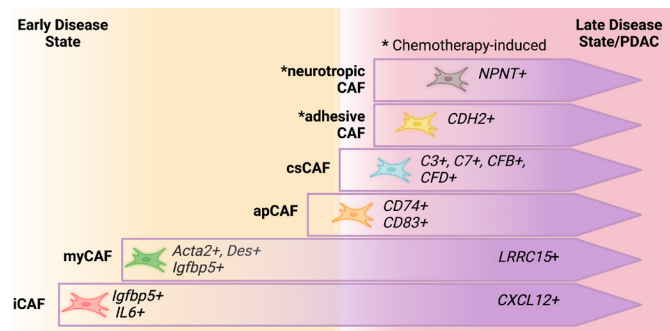 Early Disease
State
Late Disease
State/PDAC
* Chemotherapy-induced
*neurotropic
CAF
NPNT+
*adhesive
CAF
CDH2+
csCAF
C3+, C7+, CFB+,
CFD+
apCAF
CD74+
CD83+
myCAF
Acta2+, Des+
Igfbp5+
LRRC15+
iCAF
Igfbp5+
IL6+
CXCL12+